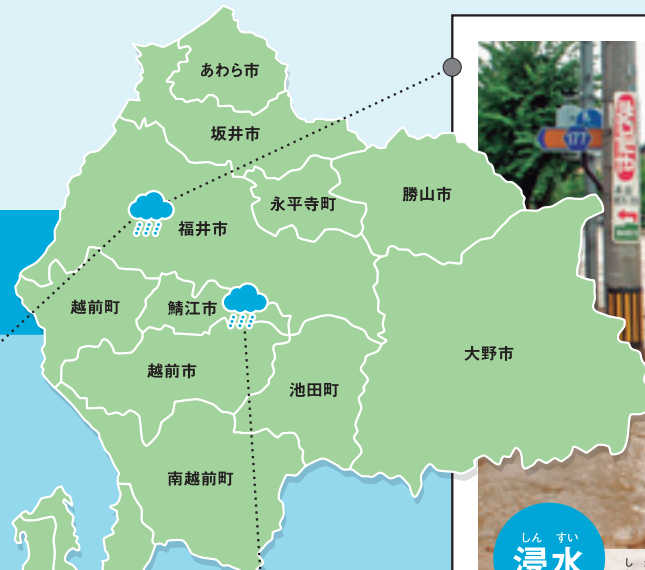 あわら市
坂井市
永平寺町
勝山市
福井市
越前町
鯖江市
越前市
池田町
大野市
南越前町
177
しん すい
浸水
し